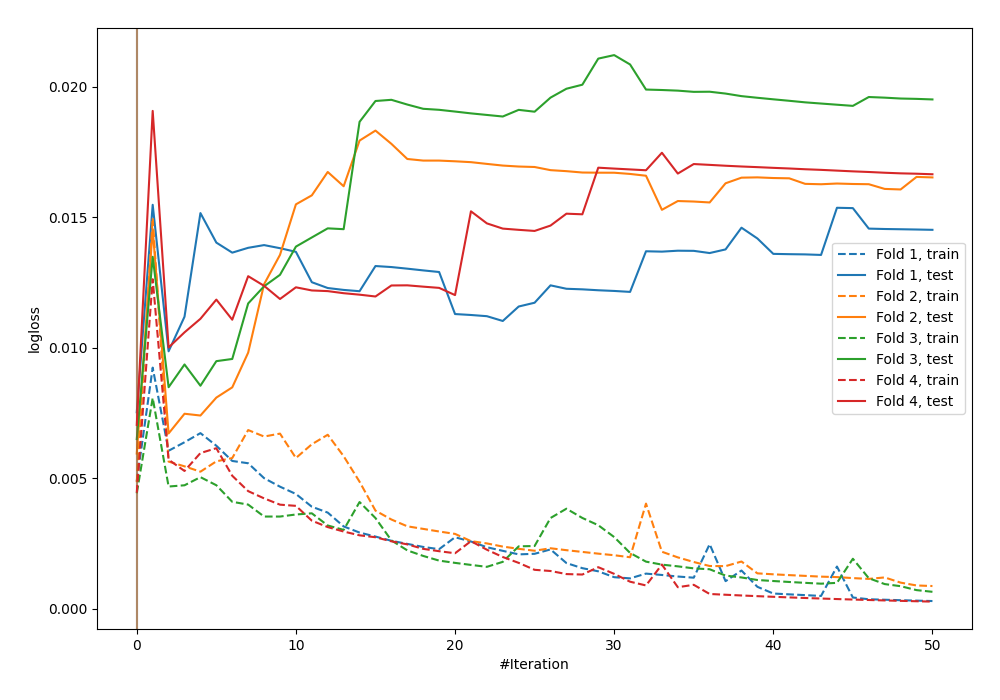 logloss
0.020
0.015
0.010
0.005
0.000
0
10
20
30
40
50
#Iteration
Fold 1, train
Fold 1, test
Fold 2, train
Fold 2, test
Fold 3, train
Fold 3, test
Fold 4, train
Fold 4, test